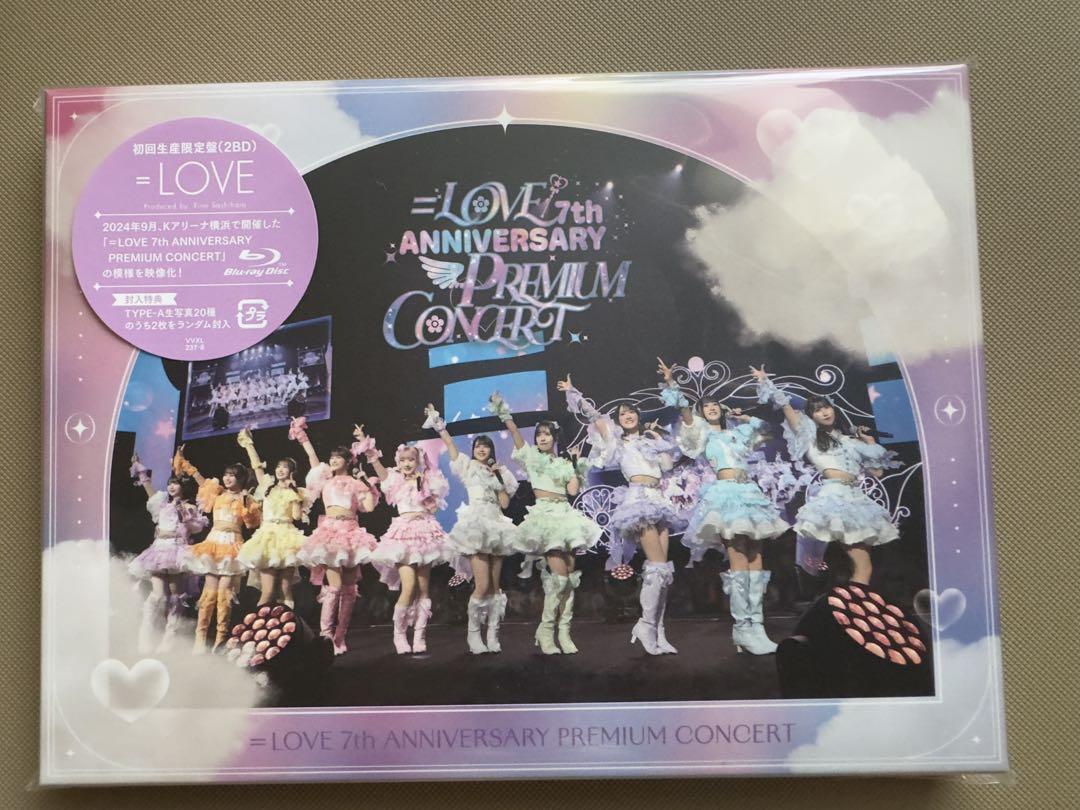 初回生産限定盤(2BD)
=LOVE
Produced by Rino Sashihara
2024年9月、Kアリーナ横浜で開催した
「=LOVE 7th ANNIVERSARY
PREMIUM CONCERT」
の模様を映像化!
Blu-ray Disc
TM
封入特典
TYPE-A生写真20種
のうち2枚をランダム封入
プラ
VVXL
237-8
=LOVE 7th
ANNIVERSARY
PREMIUM
CONCERT
=LOVE 7th ANNIVERSARY PREMIUM CONCERT